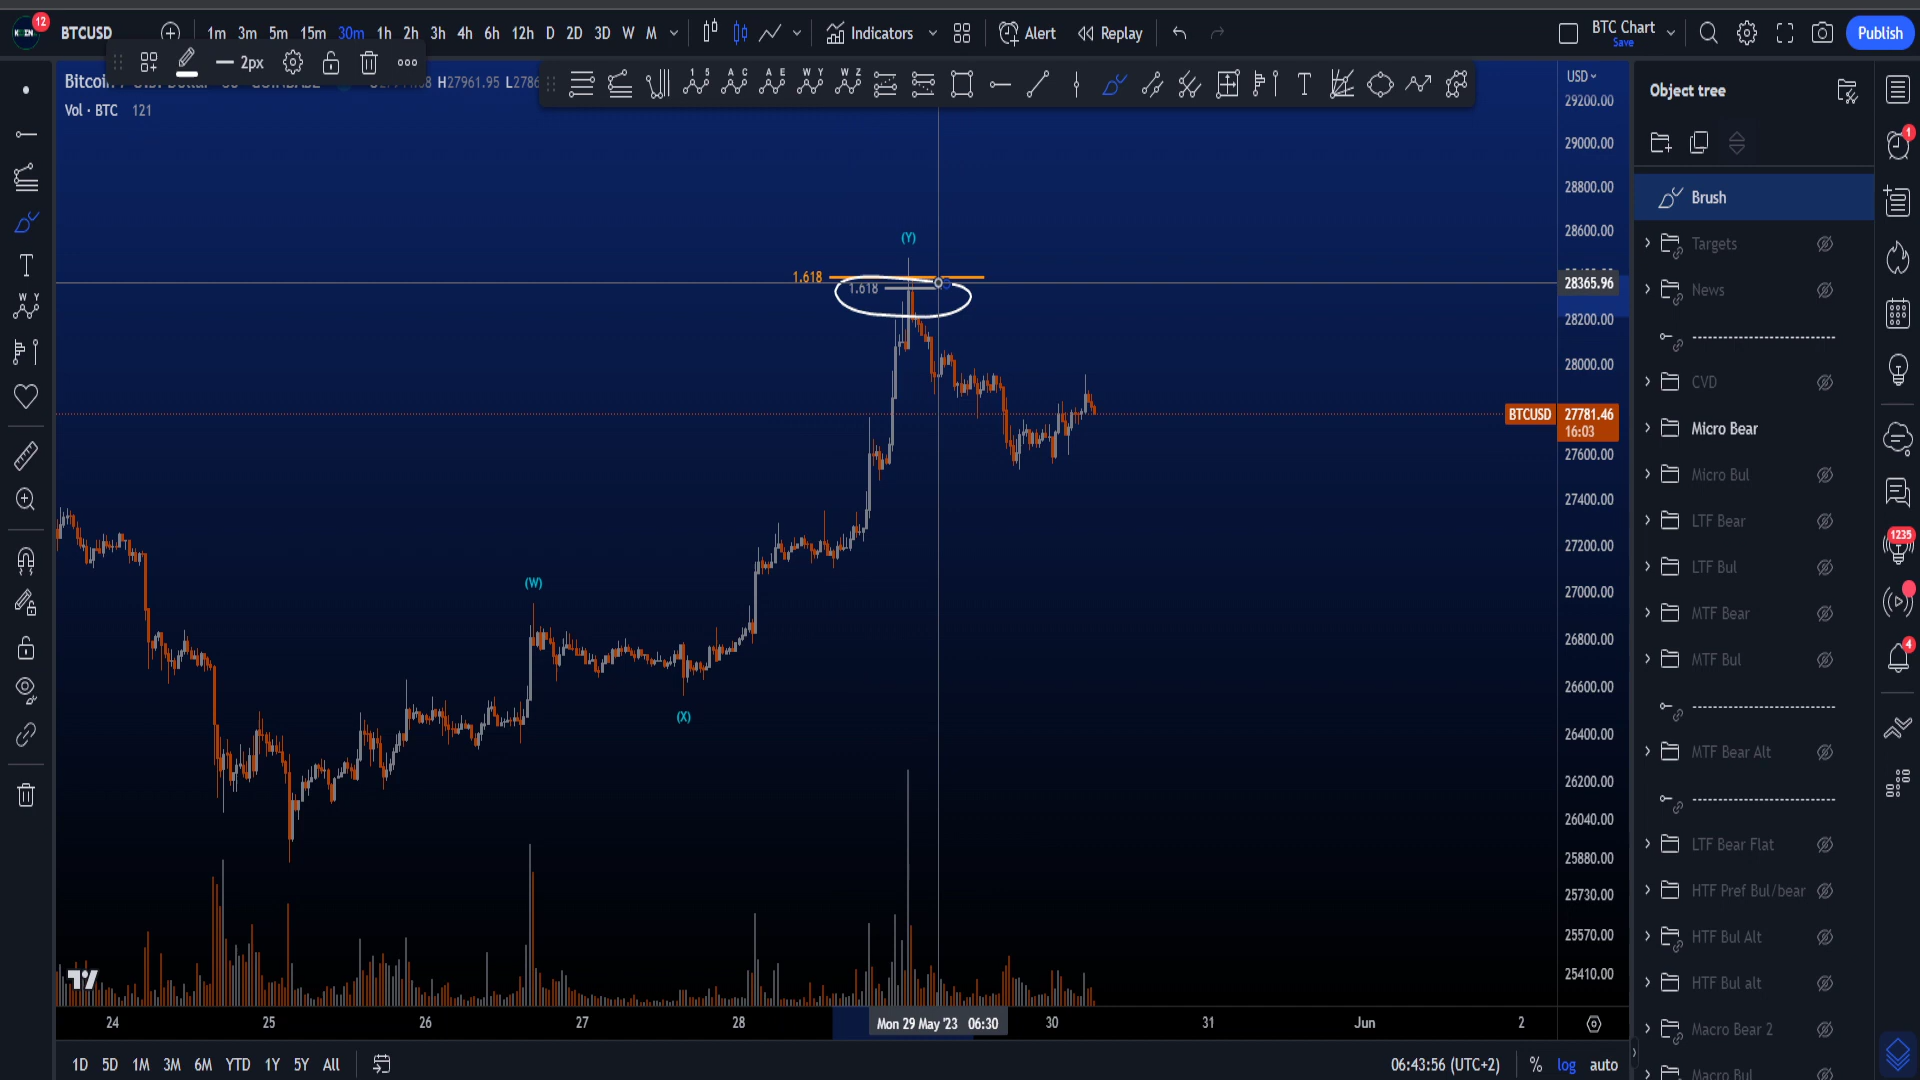 12
BTCUSD
1m 3m 5m 15m 30m 1h 2h 3h 4h 6h 12h D 2D 3D W M
Indicators
Alert
Replay
BTC Chart
Save
Publish
2px
H27961.95
Vol · BTC 121
USD
Object tree
29200.00
29000.00
28800.00
28600.00
28365.96
28200.00
28000.00
BTCUSD 27781.46
16:03
27600.00
27400.00
27200.00
27000.00
26800.00
26600.00
26400.00
26200.00
26040.00
25880.00
25730.00
25570.00
25410.00
(Y)
1.618
1.618
(W)
(X)
Brush
Targets
News
CVD
Micro Bear
Micro Bul
LTF Bear
LTF Bul
MTF Bear
MTF Bul
MTF Bear Alt
LTF Bear Flat
HTF Pref Bul/bear
HTF Bul Alt
HTF Bul alt
Macro Bear 2
Macro Bul
1
1235
4
24 25 26 27 28 Mon 29 May '23 06:30 30 31 Jun 2
1D 5D 1M 3M 6M YTD 1Y 5Y All
06:43:56 (UTC+2) % log auto